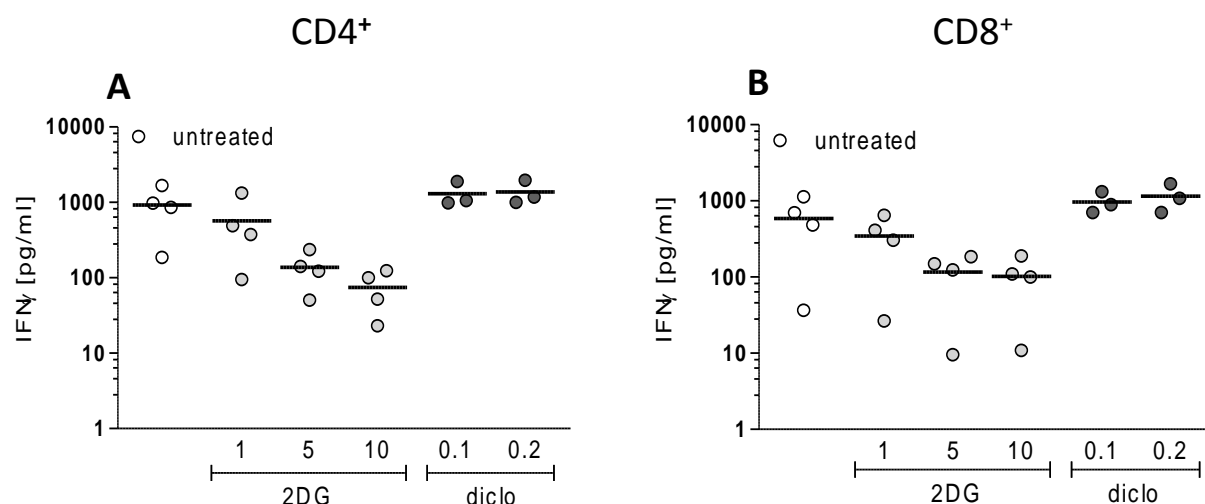 CD4⁺
CD8⁺
A
B
10000
1000
100
10
1
IFNγ [pg/ml]
untreated
1 5 10 0.1 0.2
2DG diclo
10000
1000
100
10
1
IFNγ [pg/ml]
untreated
1 5 10 0.1 0.2
2DG diclo